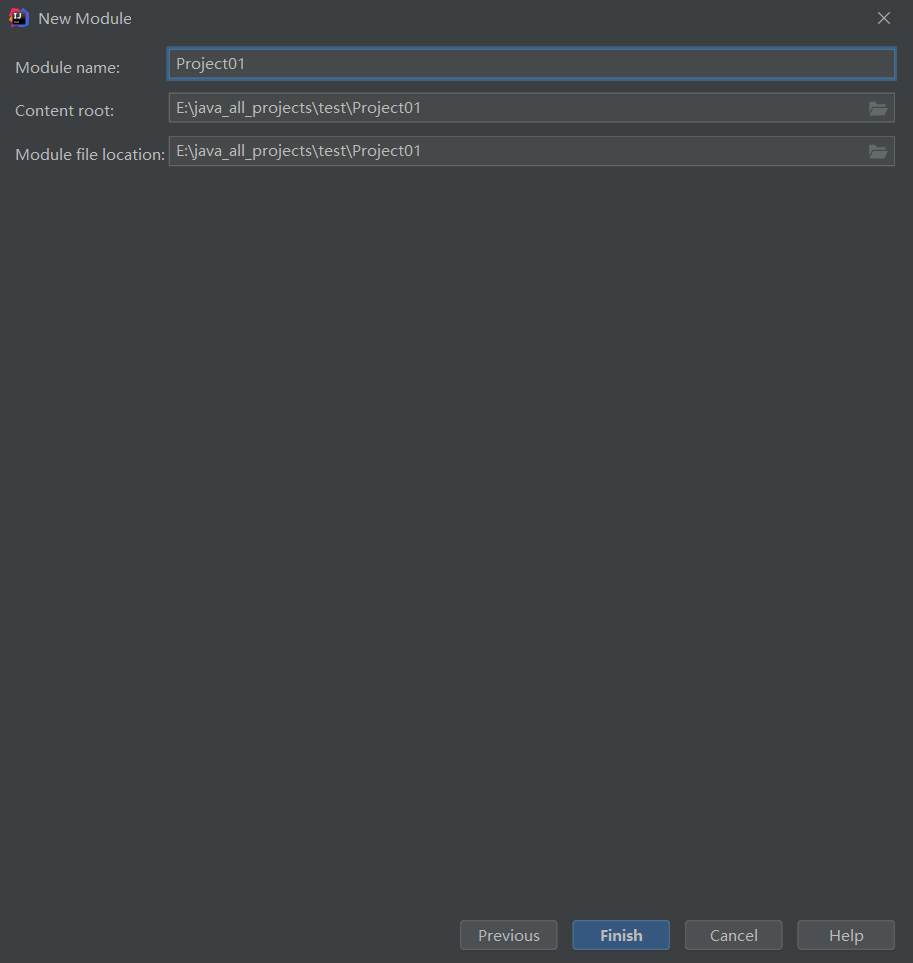 New Module
Module name: Project01
Content root: E:\java_all_projects\test\Project01
Module file location: E:\java_all_projects\test\Project01
Previous Finish Cancel Help